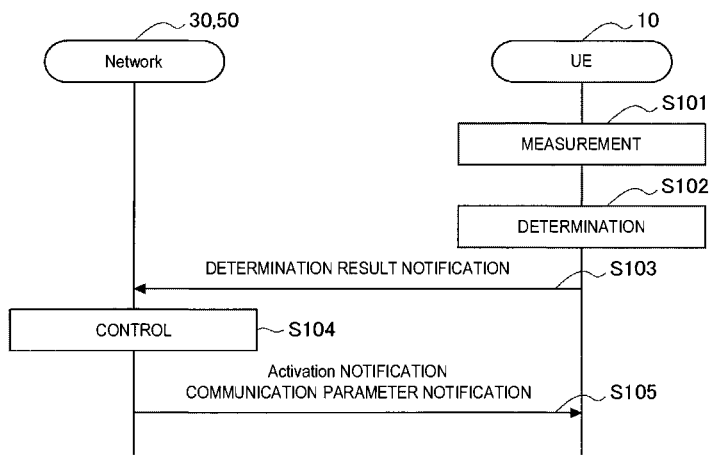 30,50
10
Network
UE
S101
MEASUREMENT
S102
DETERMINATION
DETERMINATION RESULT NOTIFICATION
S103
CONTROL
S104
Activation NOTIFICATION
COMMUNICATION PARAMETER NOTIFICATION
S105